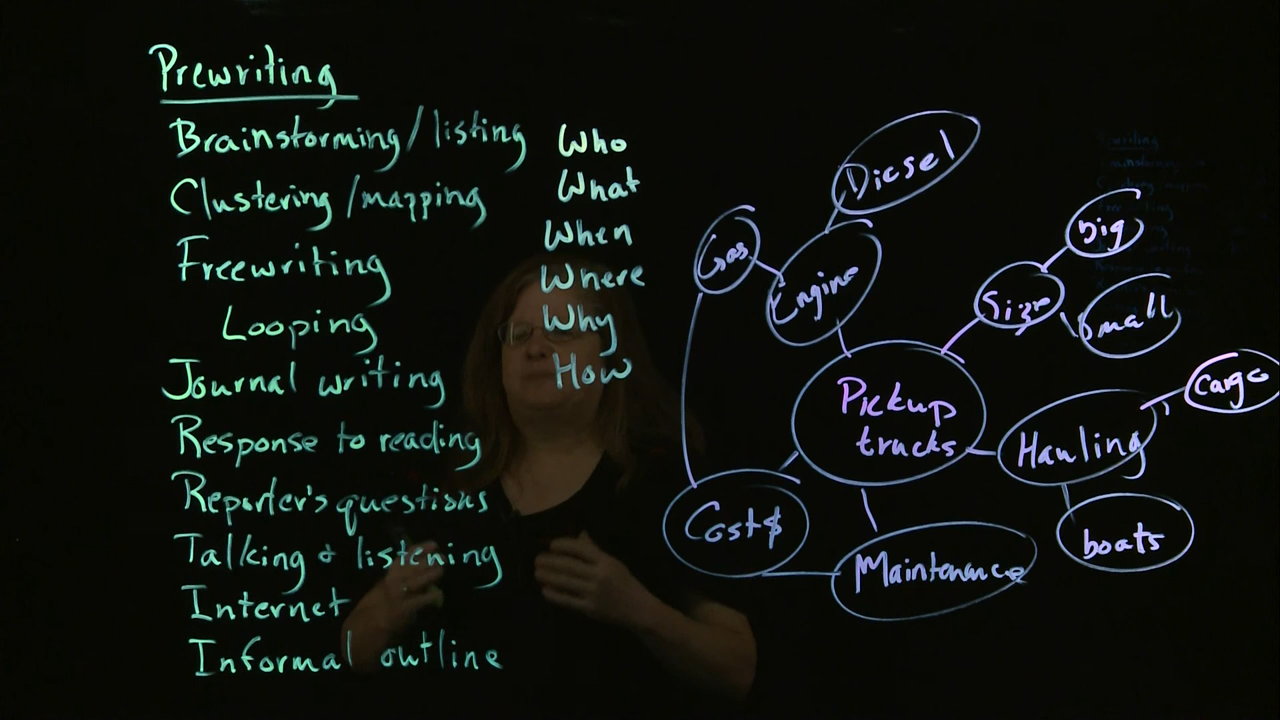 Prewriting
Brainstorming/listing
Clustering/mapping
Freewriting
Looping
Journal writing
Response to reading
Reporter's questions
Talking & listening
Internet
Informal outline
Who
What
When
Where
Why
How
Diesel
Gas
Engine
Big
Size
Small
Pickup
trucks
Cargo
Hauling
boats
Cost$
Maintenance